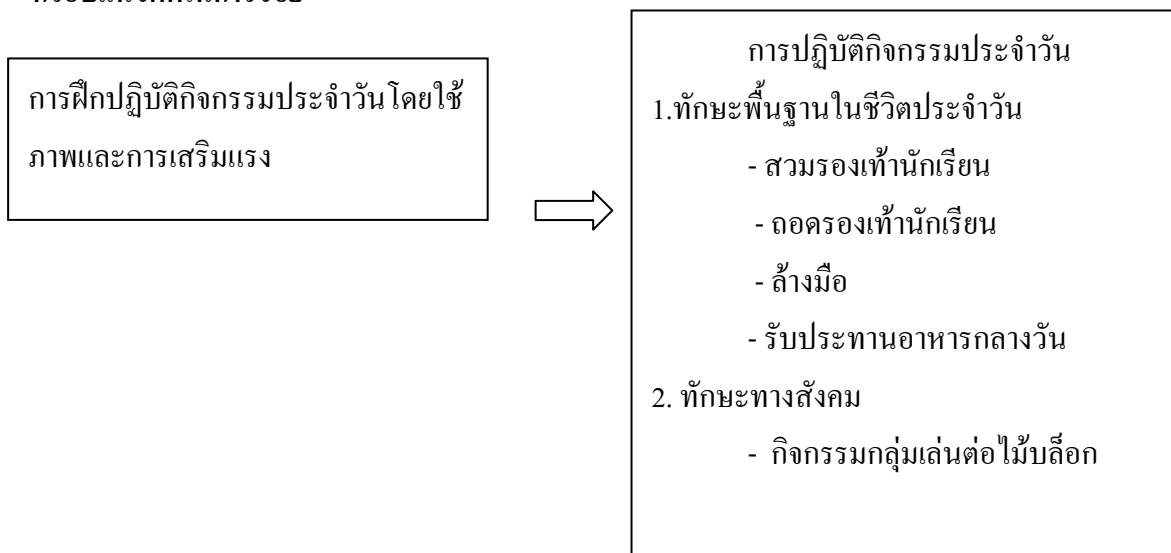 การฝึกปฏิบัติกิจกรรมประจำวันโดยใช้
ภาพและการเสริมแรง
การปฏิบัติกิจกรรมประจำวัน
1.ทักษะพื้นฐานในชีวิตประจำวัน
- สวมรองเท้านักเรียน
- ถอดรองเท้านักเรียน
- ล้างมือ
- รับประทานอาหารกลางวัน
2. ทักษะทางสังคม
- กิจกรรมกลุ่มเล่นต่อไม้บล็อก